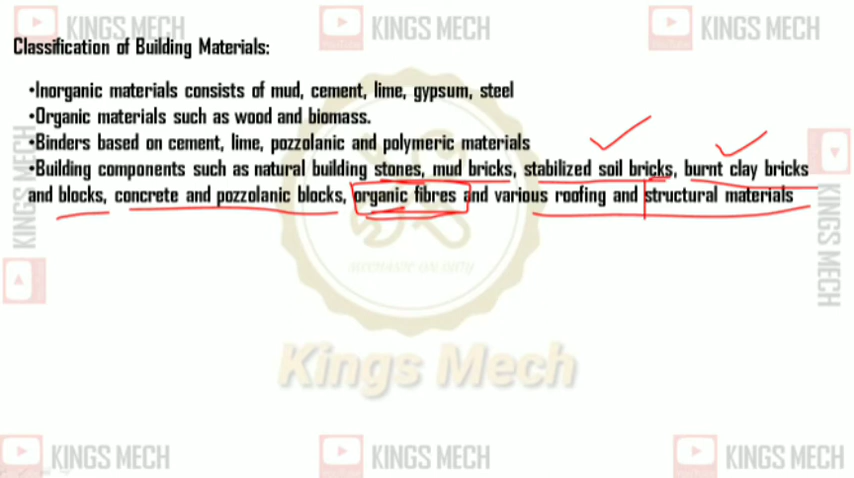 KINGS MECH KINGS MECH KINGS MECH
Classification of Building Materials:
•Inorganic materials consists of mud, cement, lime, gypsum, steel
•Organic materials such as wood and biomass.
•Binders based on cement, lime, pozzolanic and polymeric materials
•Building components such as natural building stones, mud bricks, stabilized soil bricks, burnt clay bricks
and blocks, concrete and pozzolanic blocks, organic fibres and various roofing and structural materials
KINGS MECH
KINGS MECH
MECHANIC ON DUTY
Kings Mech
KINGS MECH KINGS MECH KINGS MECH